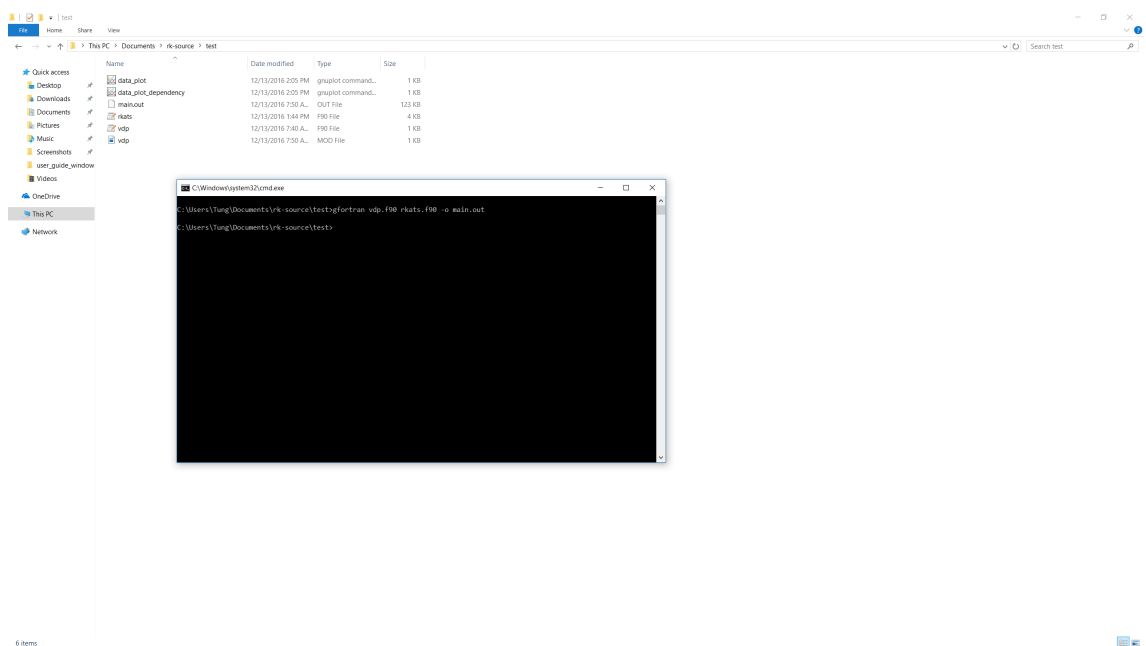 test
File Home Share View
This PC > Documents > rk-source > test
Search test
Name Date modified Type Size
Quick access
Desktop
Downloads
Documents
Pictures
Music
Screenshots
user_guide_window
Videos
OneDrive
This PC
Network
data_plot 12/13/2016 2:05 PM gnuplot command... 1 KB
data_plot_dependency 12/13/2016 2:05 PM gnuplot command... 1 KB
main.out 12/13/2016 7:50 A... OUT File 123 KB
rkats 12/13/2016 1:44 PM F90 File 4 KB
vdp 12/13/2016 7:40 A... F90 File 1 KB
vdp 12/13/2016 7:50 A... MOD File 1 KB
C:\Windows\system32\cmd.exe
C:\Users\Tung\Documents\rk-source\test>gfortran vdp.f90 rkats.f90 -o main.out
C:\Users\Tung\Documents\rk-source\test>
6 items